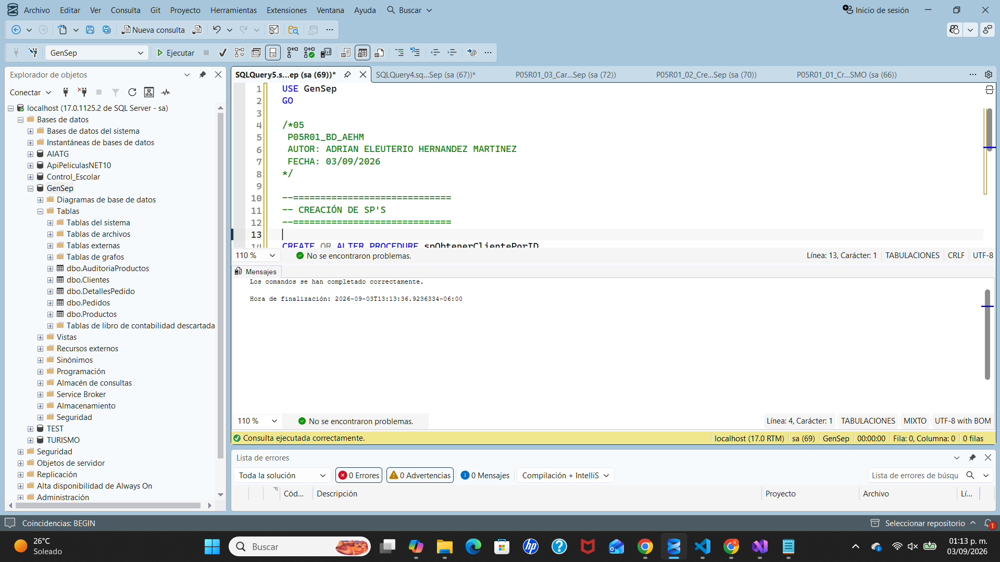 Archivo Editar Ver Consulta Git Proyecto Herramientas Extensiones Ventana Ayuda Buscar Inicio de sesión
Nueva consulta
GenSep Ejecutar
Explorador de objetos
Conectar
localhost (17.0.1125.2 de SQL Server - sa)
Bases de datos
Bases de datos del sistema
Instantáneas de bases de datos
AIATG
ApiPeliculasNET10
Control_Escolar
GenSep
Diagramas de base de datos
Tablas
Tablas del sistema
Tablas de archivos
Tablas externas
Tablas de grafos
dbo.AuditoriaProductos
dbo.Clientes
dbo.DetallesPedido
dbo.Pedidos
dbo.Productos
Tablas de libro de contabilidad descartada
Vistas
Recursos externos
Sinónimos
Programación
Almacén de consultas
Service Broker
Almacenamiento
Seguridad
TEST
TURISMO
Seguridad
Objetos de servidor
Replicación
Alta disponibilidad de Always On
Administración
SQLQuery5.s...ep (sa (69))* SQLQuery4.sq...Sep (sa (67))* P05R01_03_Car...Sep (sa (72)) P05R01_02_Cre...Sep (sa (70)) P05R01_01_Cr...SMO (sa (66))
1 USE GenSep
2 GO
3
4 /*05
5 P05R01_BD_AEHM
6 AUTOR: ADRIAN ELEUTERIO HERNANDEZ MARTINEZ
7 FECHA: 03/09/2026
8 */
9
10 --=============================
11 -- CREACIÓN DE SP'S
12 --=============================
13
14 CREATE OR ALTER PROCEDURE spObtenerClientePorID
110 % No se encontraron problemas. Línea: 13, Carácter: 1 TABULACIONES CRLF UTF-8
Mensajes
Los comandos se han completado correctamente.
Hora de finalización: 2026-09-03T13:13:36.9236334-06:00
110 % No se encontraron problemas. Línea: 4, Carácter: 1 TABULACIONES MIXTO UTF-8 with BOM
Consulta ejecutada correctamente. localhost (17.0 RTM) sa (69) GenSep 00:00:00 Fila: 0, Columna: 0 0 filas
Lista de errores
Toda la solución 0 Errores 0 Advertencias 0 Mensajes Compilación + IntelliS Lista de errores de búsqu
Cód... Descripción Proyecto Archivo Lí...
Coincidencias: BEGIN Seleccionar repositorio 1
26°C
Soleado
Buscar
01:13 p. m.
03/09/2026